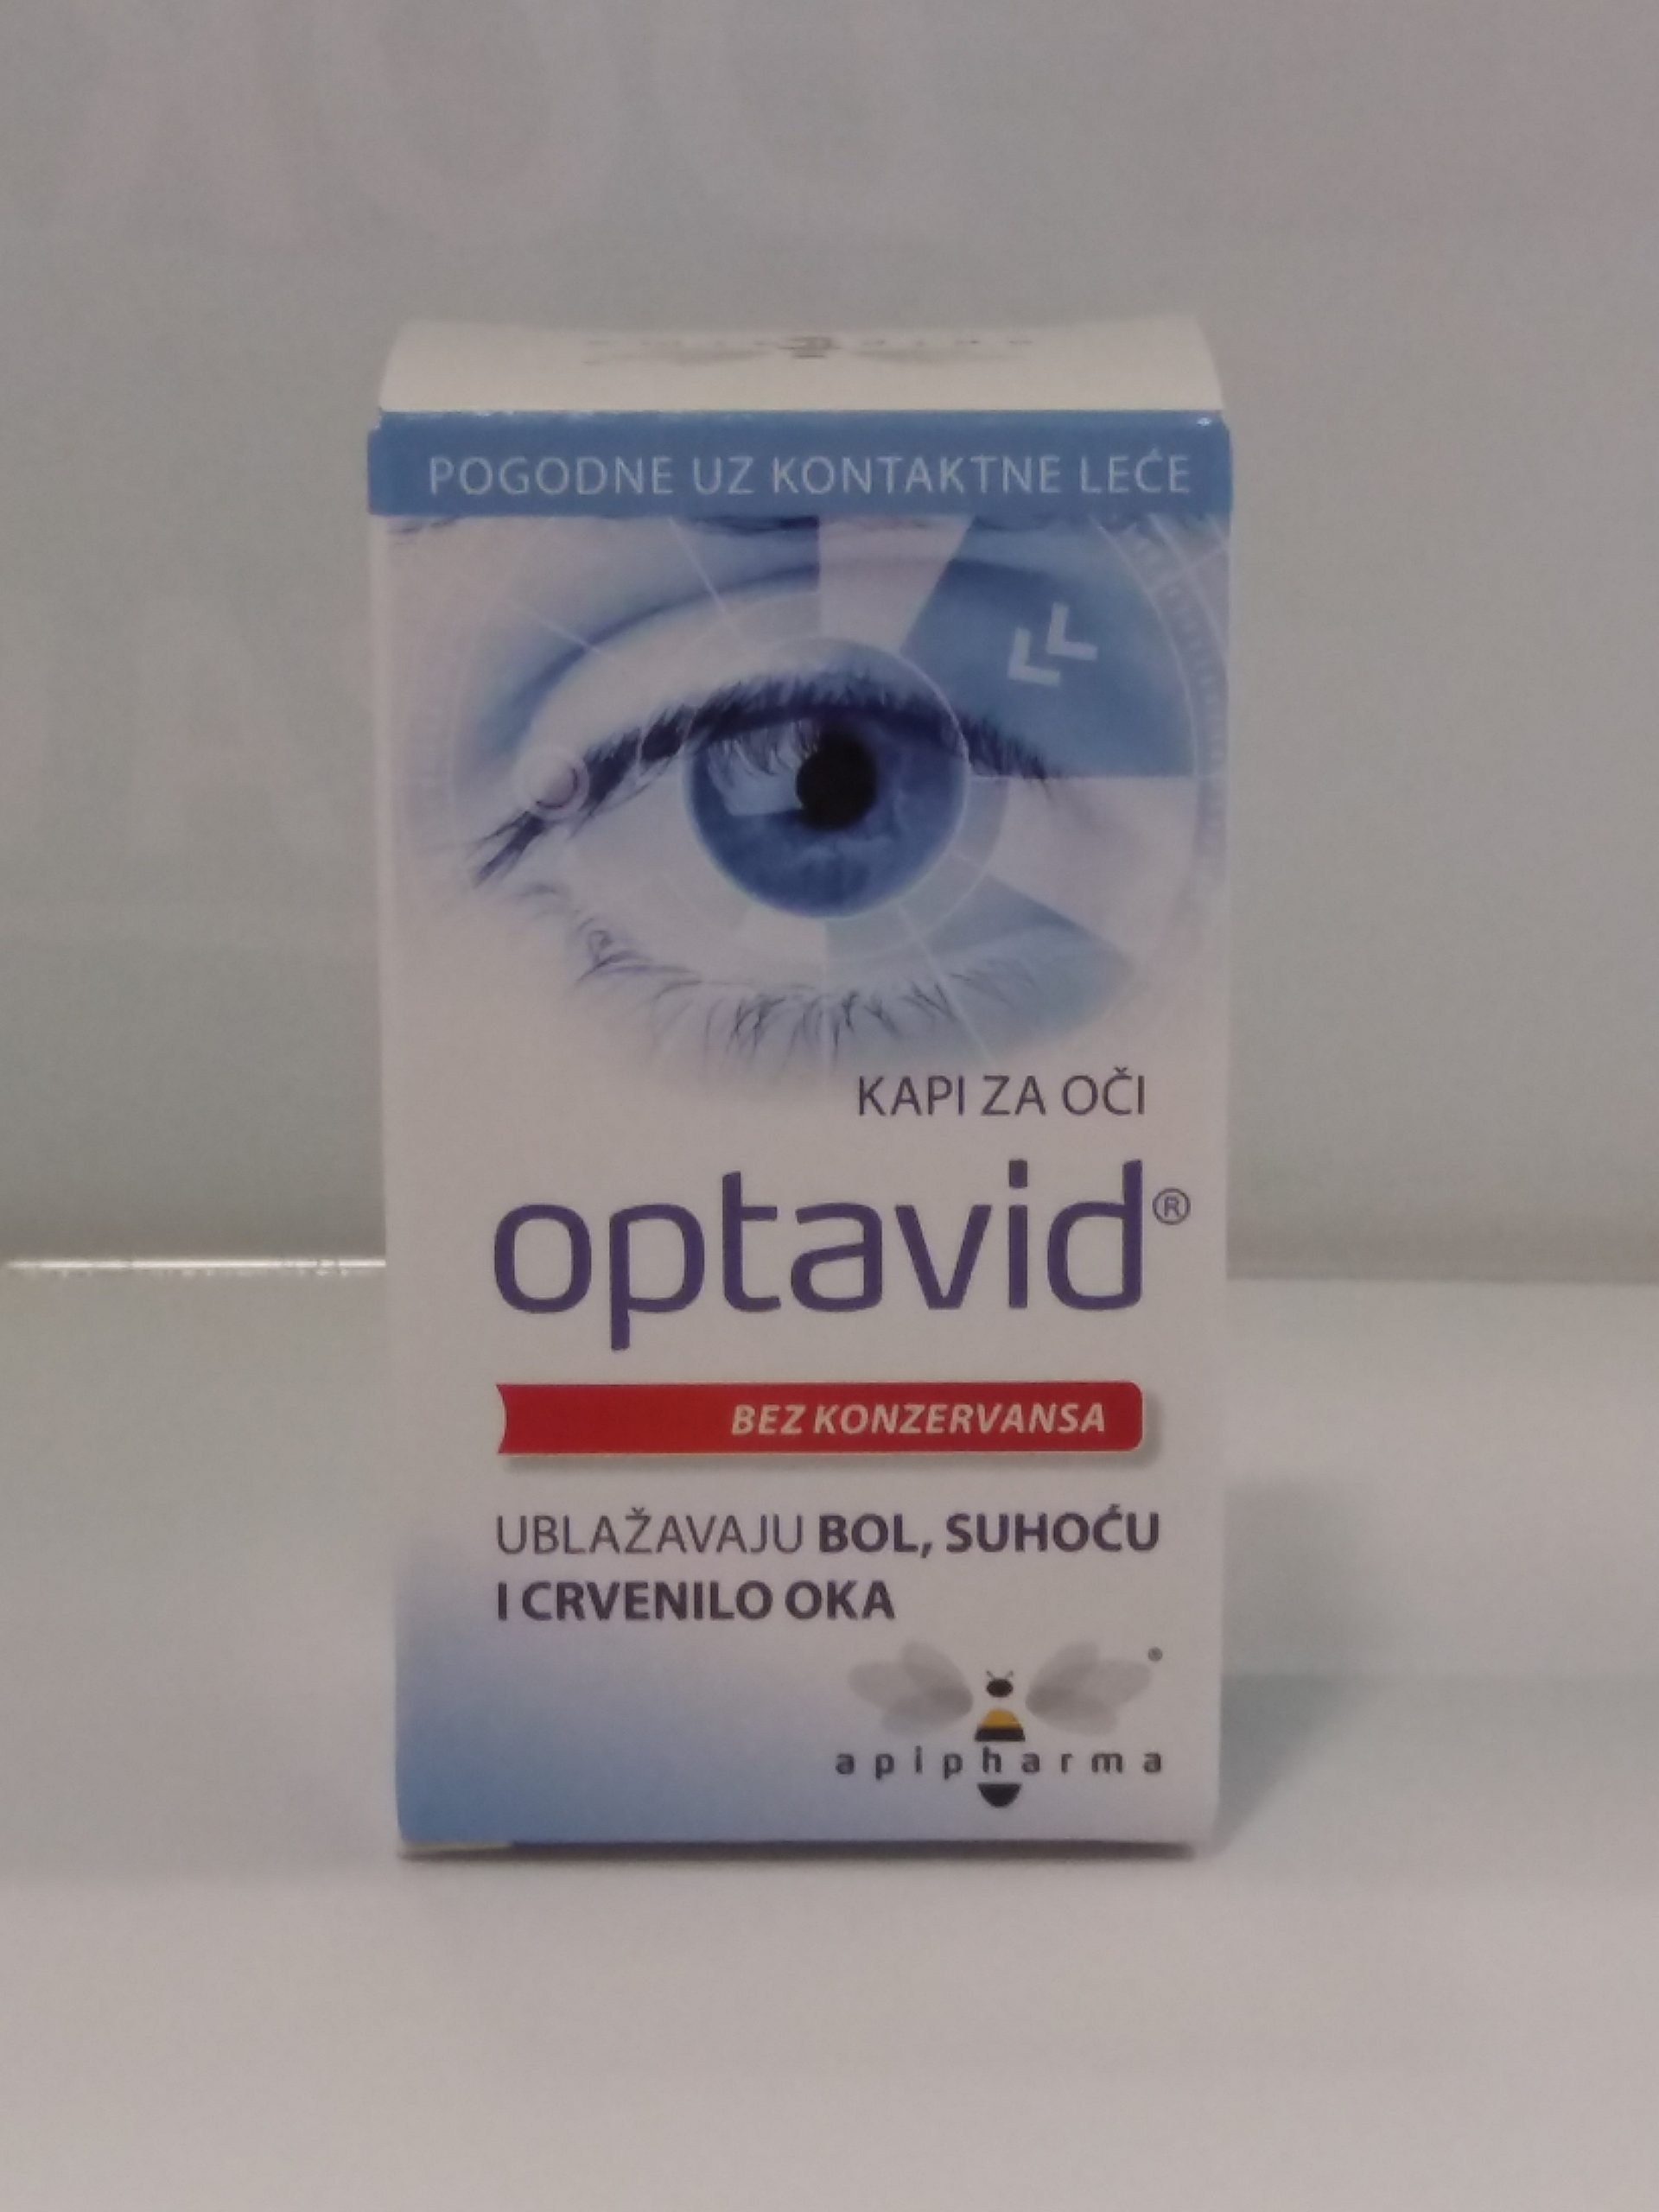 POGODNE UZ KONTAKTNE LEĆE
KAPI ZA OČI
optavid®
BEZ KONZERVANSA
UBLAŽAVAJU BOL, SUHOĆU
I CRVENILO OKA
apipharma